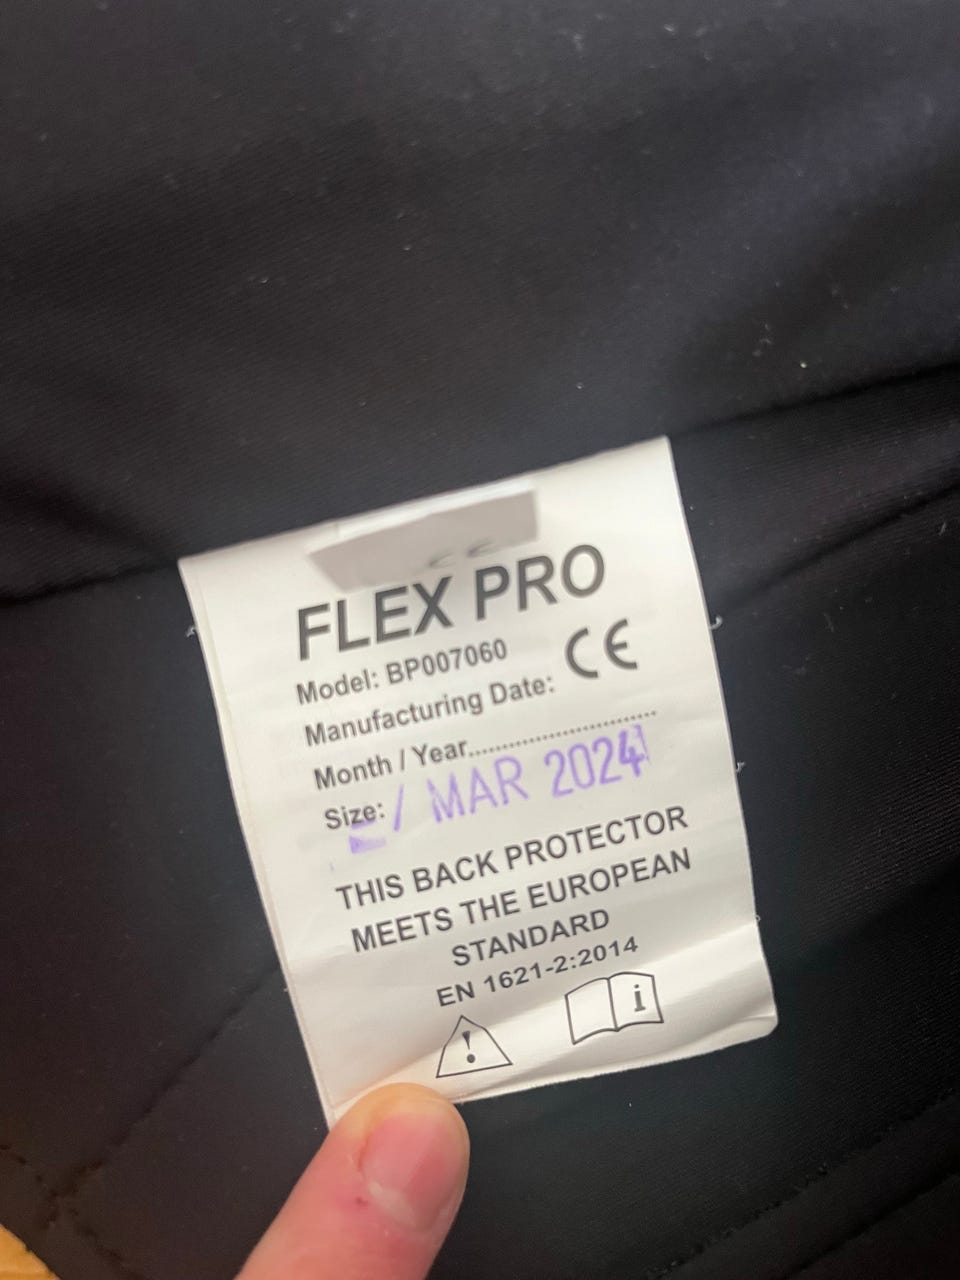 FLEX PRO
Model: BP007060
CE
Manufacturing Date:
Month / Year..............................
Size: / MAR 2024
THIS BACK PROTECTOR
MEETS THE EUROPEAN
STANDARD
EN 1621-2:2014
i